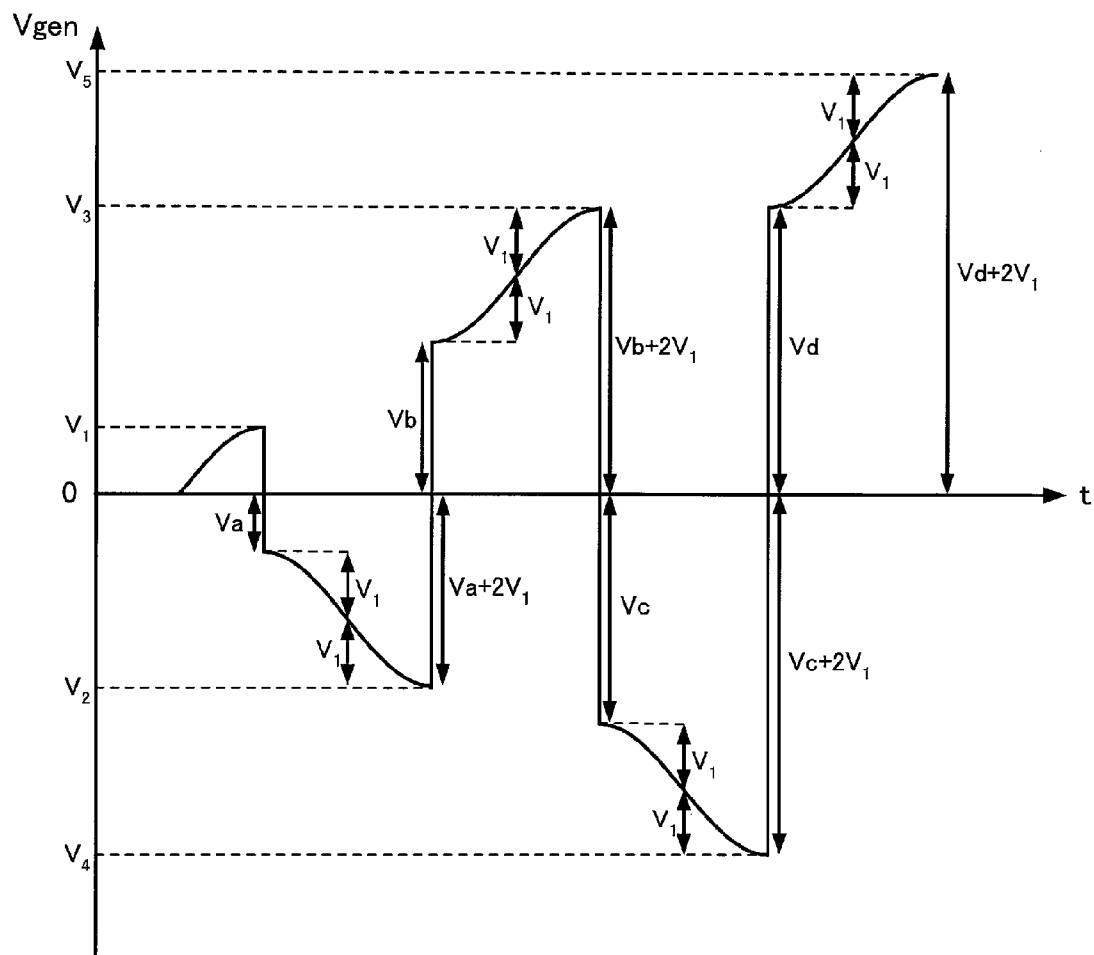 Vgen
V₅
V₁
V₁
V₃
V₁
V₁
Vd+2V₁
Vb+2V₁
Vd
V₁
Vb
0
t
Va
V₁
Va+2V₁
Vc
V₁
Vc+2V₁
V₂
V₁
V₁
V₄